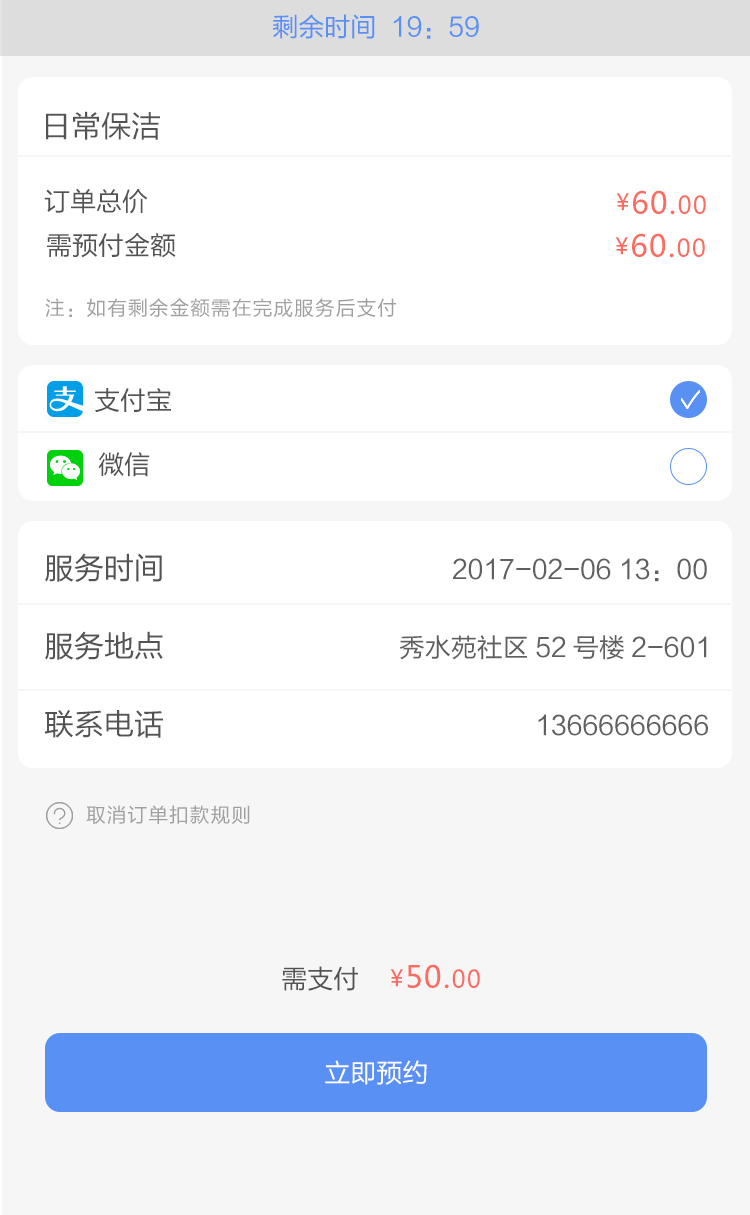 剩余时间 19：59
日常保洁
订单总价 ¥60.00
需预付金额 ¥60.00
注：如有剩余金额需在完成服务后支付
支 支付宝
微信
服务时间 2017-02-06 13：00
服务地点 秀水苑社区 52 号楼 2-601
联系电话 13666666666
? 取消订单扣款规则
需支付 ¥50.00
立即预约